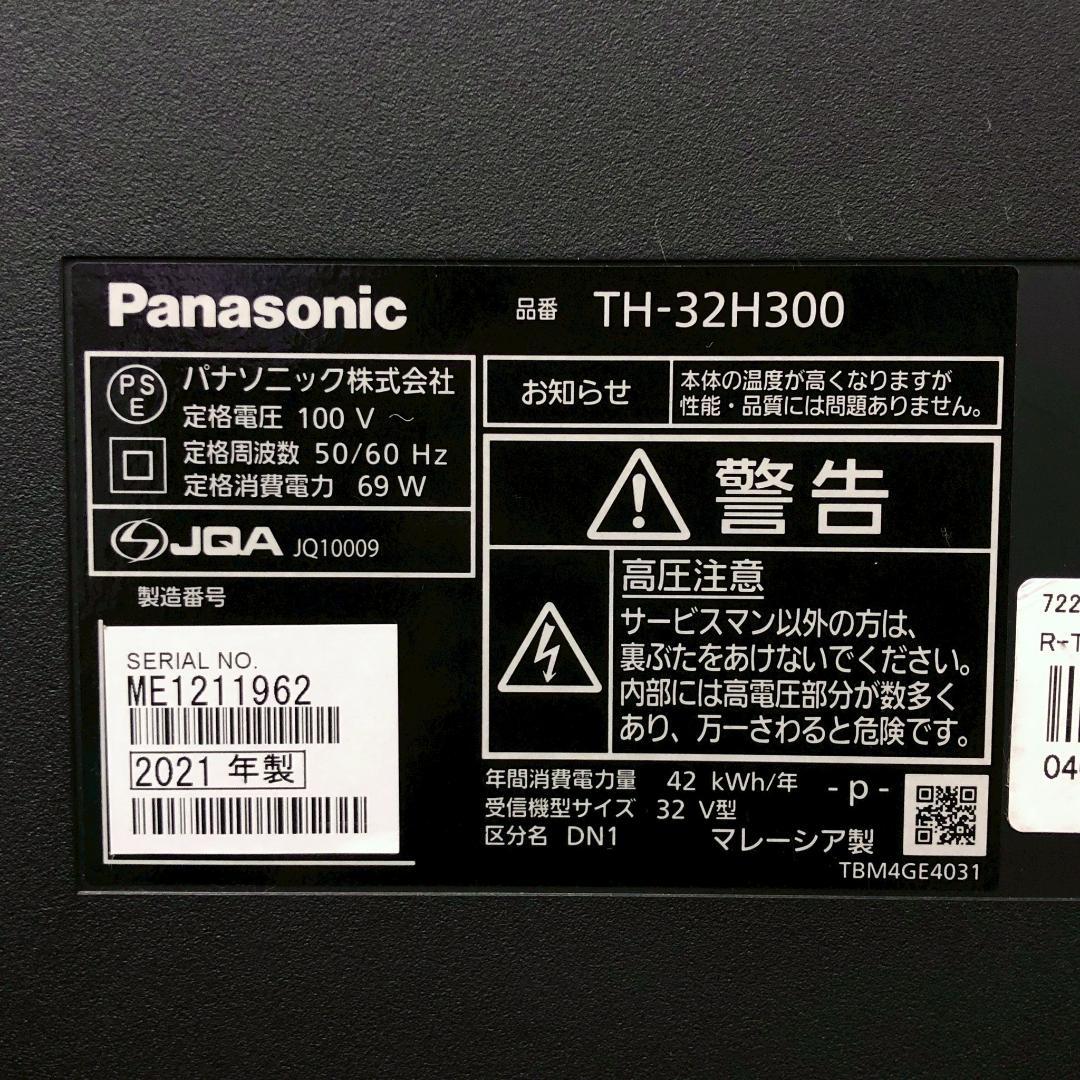 Panasonic
品番 TH-32H300
PS
E
パナソニック株式会社
定格電圧 100 V ～
定格周波数 50/60 Hz
定格消費電力 69 W
JQA JQ10009
製造番号
SERIAL NO.
ME1211962
2021 年製
お知らせ
本体の温度が高くなりますが
性能・品質には問題ありません。
警告
高圧注意
サービスマン以外の方は、
裏ぶたをあけないでください。
内部には高電圧部分が数多く
あり、万一さわると危険です。
年間消費電力量 42 kWh/年
受信機型サイズ 32 V型
区分名 DN1
- p -
マレーシア製
TBM4GE4031
722
R-T